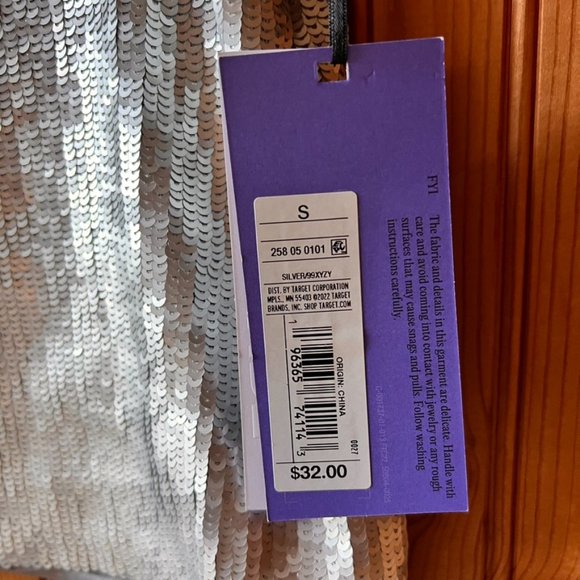 S
258 05 0101
SILVER/99XYZY
DIST. BY TARGET CORPORATION
MPLS., MN 55403 ©2022 TARGET
BRANDS, INC. SHOP TARGET.COM
1 96365 74114 3
ORIGIN: CHINA
0027
$32.00
FYI
The fabric and details in this garment are delicate. Handle with
care and avoid coming into contact with jewelry or any rough
surfaces that may cause snags and pulls. Follow washing
instructions carefully.